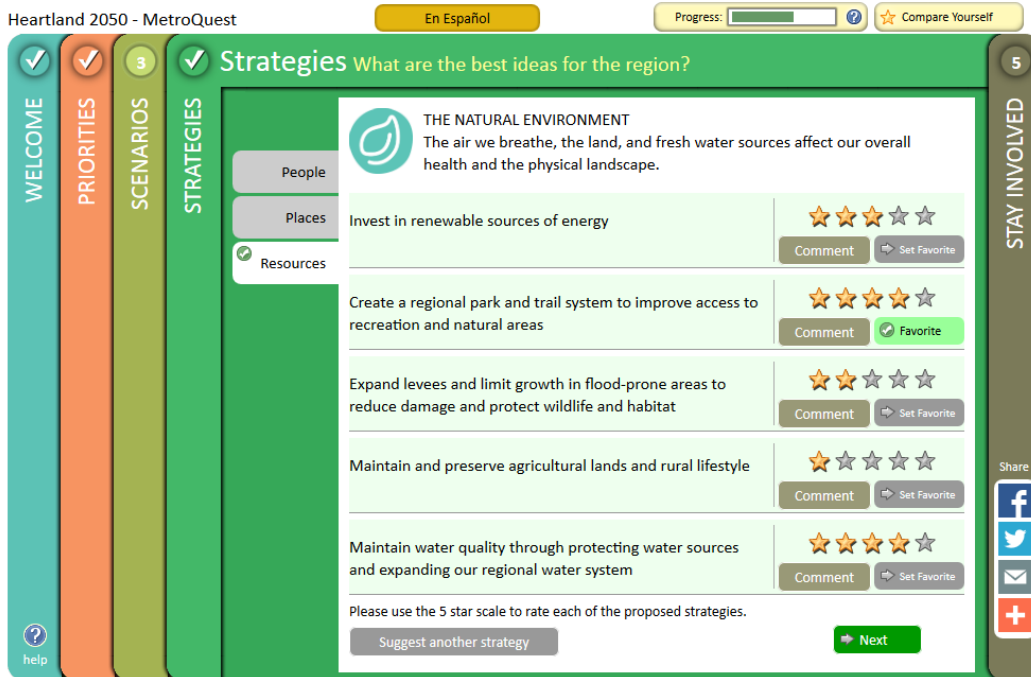 Heartland 2050 - MetroQuest
En Español
Progress:
?
Compare Yourself
WELCOME
PRIORITIES
3
SCENARIOS
STRATEGIES
Strategies What are the best ideas for the region?
5
STAY INVOLVED
People
Places
Resources
THE NATURAL ENVIRONMENT
The air we breathe, the land, and fresh water sources affect our overall
health and the physical landscape.
Invest in renewable sources of energy
Comment
Set Favorite
Create a regional park and trail system to improve access to
recreation and natural areas
Comment
Favorite
Expand levees and limit growth in flood-prone areas to
reduce damage and protect wildlife and habitat
Comment
Set Favorite
Maintain and preserve agricultural lands and rural lifestyle
Comment
Set Favorite
Maintain water quality through protecting water sources
and expanding our regional water system
Comment
Set Favorite
Please use the 5 star scale to rate each of the proposed strategies.
Suggest another strategy
Next
Share
f
?
help